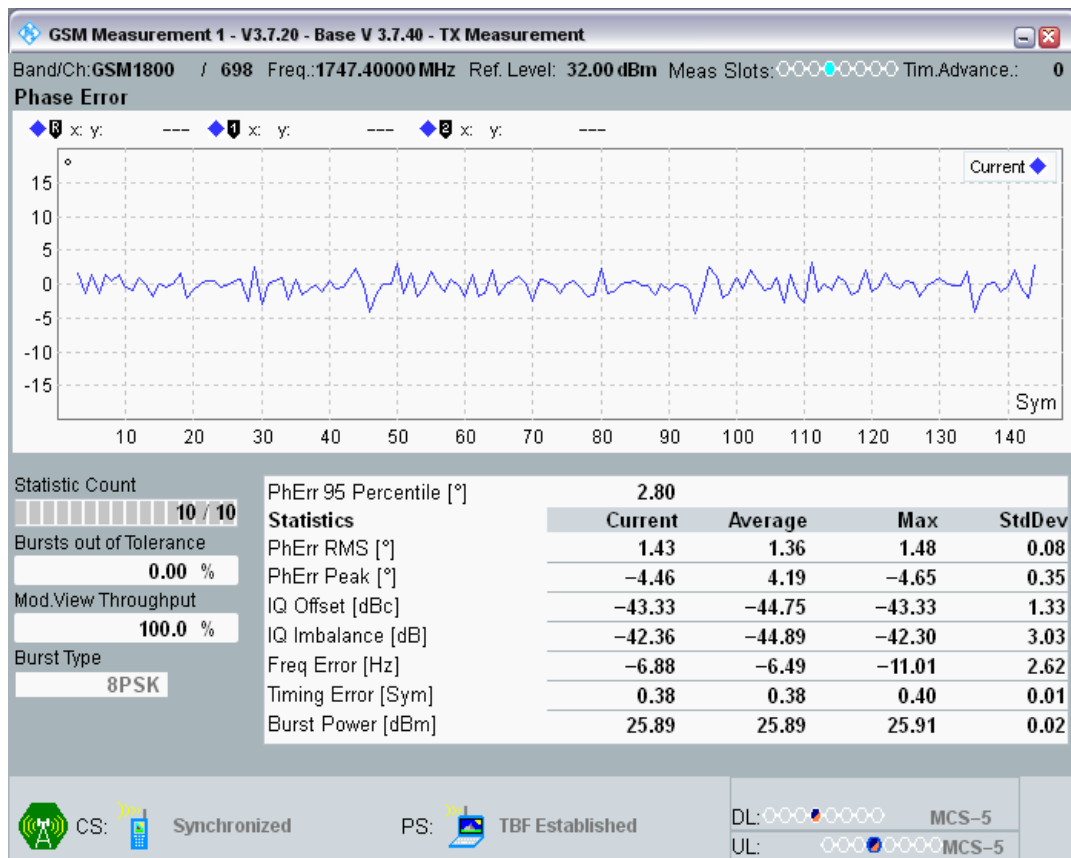 GSM Measurement 1 - V3.7.20 - Base V 3.7.40 - TX Measurement
Band/Ch:GSM1800 / 698 Freq.:1747.40000 MHz Ref. Level: 32.00 dBm Meas Slots: Tim.Advance.: 0
Phase Error
R x: y: --- 1 x: y: --- 2 x: y: ---
°
Current
15
10
5
0
-5
-10
-15
Sym
10 20 30 40 50 60 70 80 90 100 110 120 130 140
Statistic Count
10 / 10
Bursts out of Tolerance
0.00 %
Mod.View Throughput
100.0 %
Burst Type
8PSK
PhErr 95 Percentile [°] 2.80
Statistics Current Average Max StdDev
PhErr RMS [°] 1.43 1.36 1.48 0.08
PhErr Peak [°] −4.46 4.19 −4.65 0.35
IQ Offset [dBc] −43.33 −44.75 −43.33 1.33
IQ Imbalance [dB] −42.36 −44.89 −42.30 3.03
Freq Error [Hz] −6.88 −6.49 −11.01 2.62
Timing Error [Sym] 0.38 0.38 0.40 0.01
Burst Power [dBm] 25.89 25.89 25.91 0.02
CS: Synchronized PS: TBF Established
DL: MCS−5
UL: MCS−5